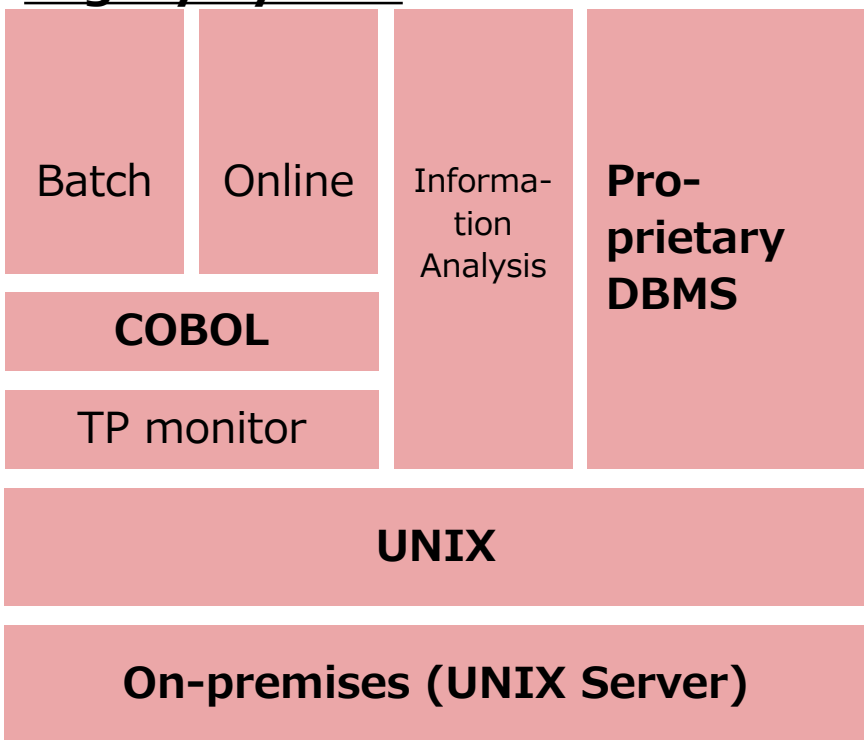 Batch
Online
Informa-
tion
Analysis
Pro-
prietary
DBMS
COBOL
TP monitor
UNIX
On-premises (UNIX Server)